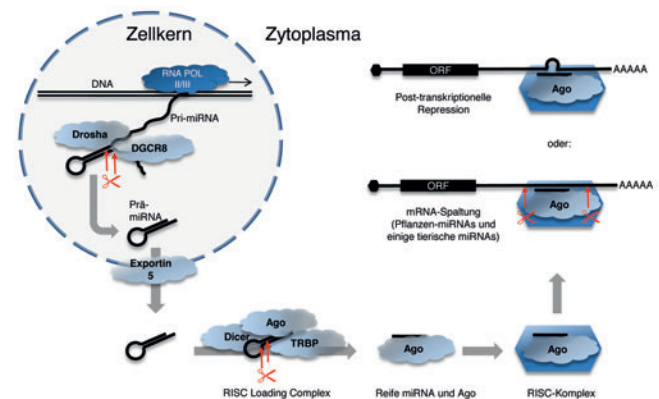 Zellkern
Zytoplasma
DNA
RNA POL
II/III
Pri-miRNA
Drosha
DGCR8
Prä-
miRNA
Exportin
5
Dicer
Ago
TRBP
RISC Loading Complex
Ago
Reife miRNA und Ago
Ago
RISC-Komplex
ORF
Ago
AAAAA
Post-transkriptionelle
Repression
oder:
ORF
Ago
AAAAA
mRNA-Spaltung
(Pflanzen-miRNAs und
einige tierische miRNAs)